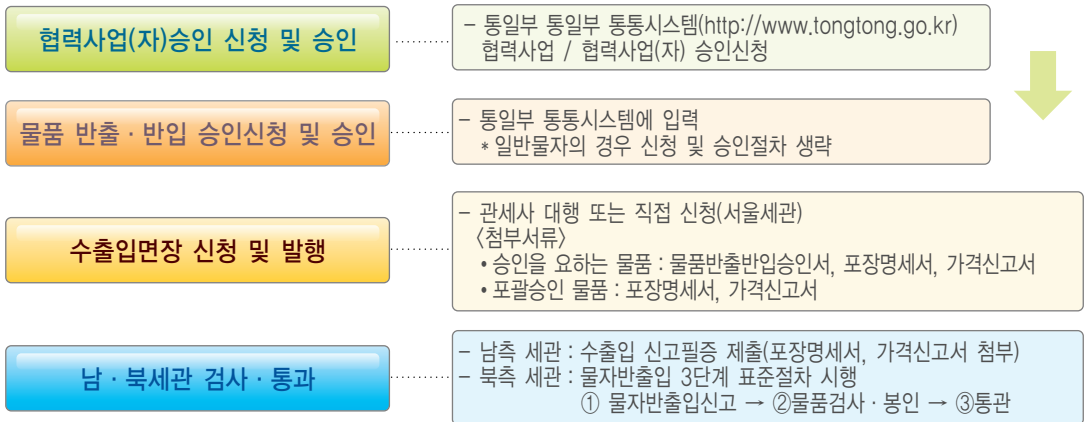 협력사업(자)승인 신청 및 승인
- 통일부 통일부 통통시스템(http://www.tongtong.go.kr)
협력사업 / 협력사업(자) 승인신청
물품 반출 · 반입 승인신청 및 승인
- 통일부 통통시스템에 입력
* 일반물자의 경우 신청 및 승인절차 생략
수출입면장 신청 및 발행
- 관세사 대행 또는 직접 신청(서울세관)
〈첨부서류〉
• 승인을 요하는 물품 : 물품반출반입승인서, 포장명세서, 가격신고서
• 포괄승인 물품 : 포장명세서, 가격신고서
남 · 북세관 검사 · 통과
- 남측 세관 : 수출입 신고필증 제출(포장명세서, 가격신고서 첨부)
- 북측 세관 : 물자반출입 3단계 표준절차 시행
① 물자반출입신고 → ②물품검사 · 봉인 → ③통관